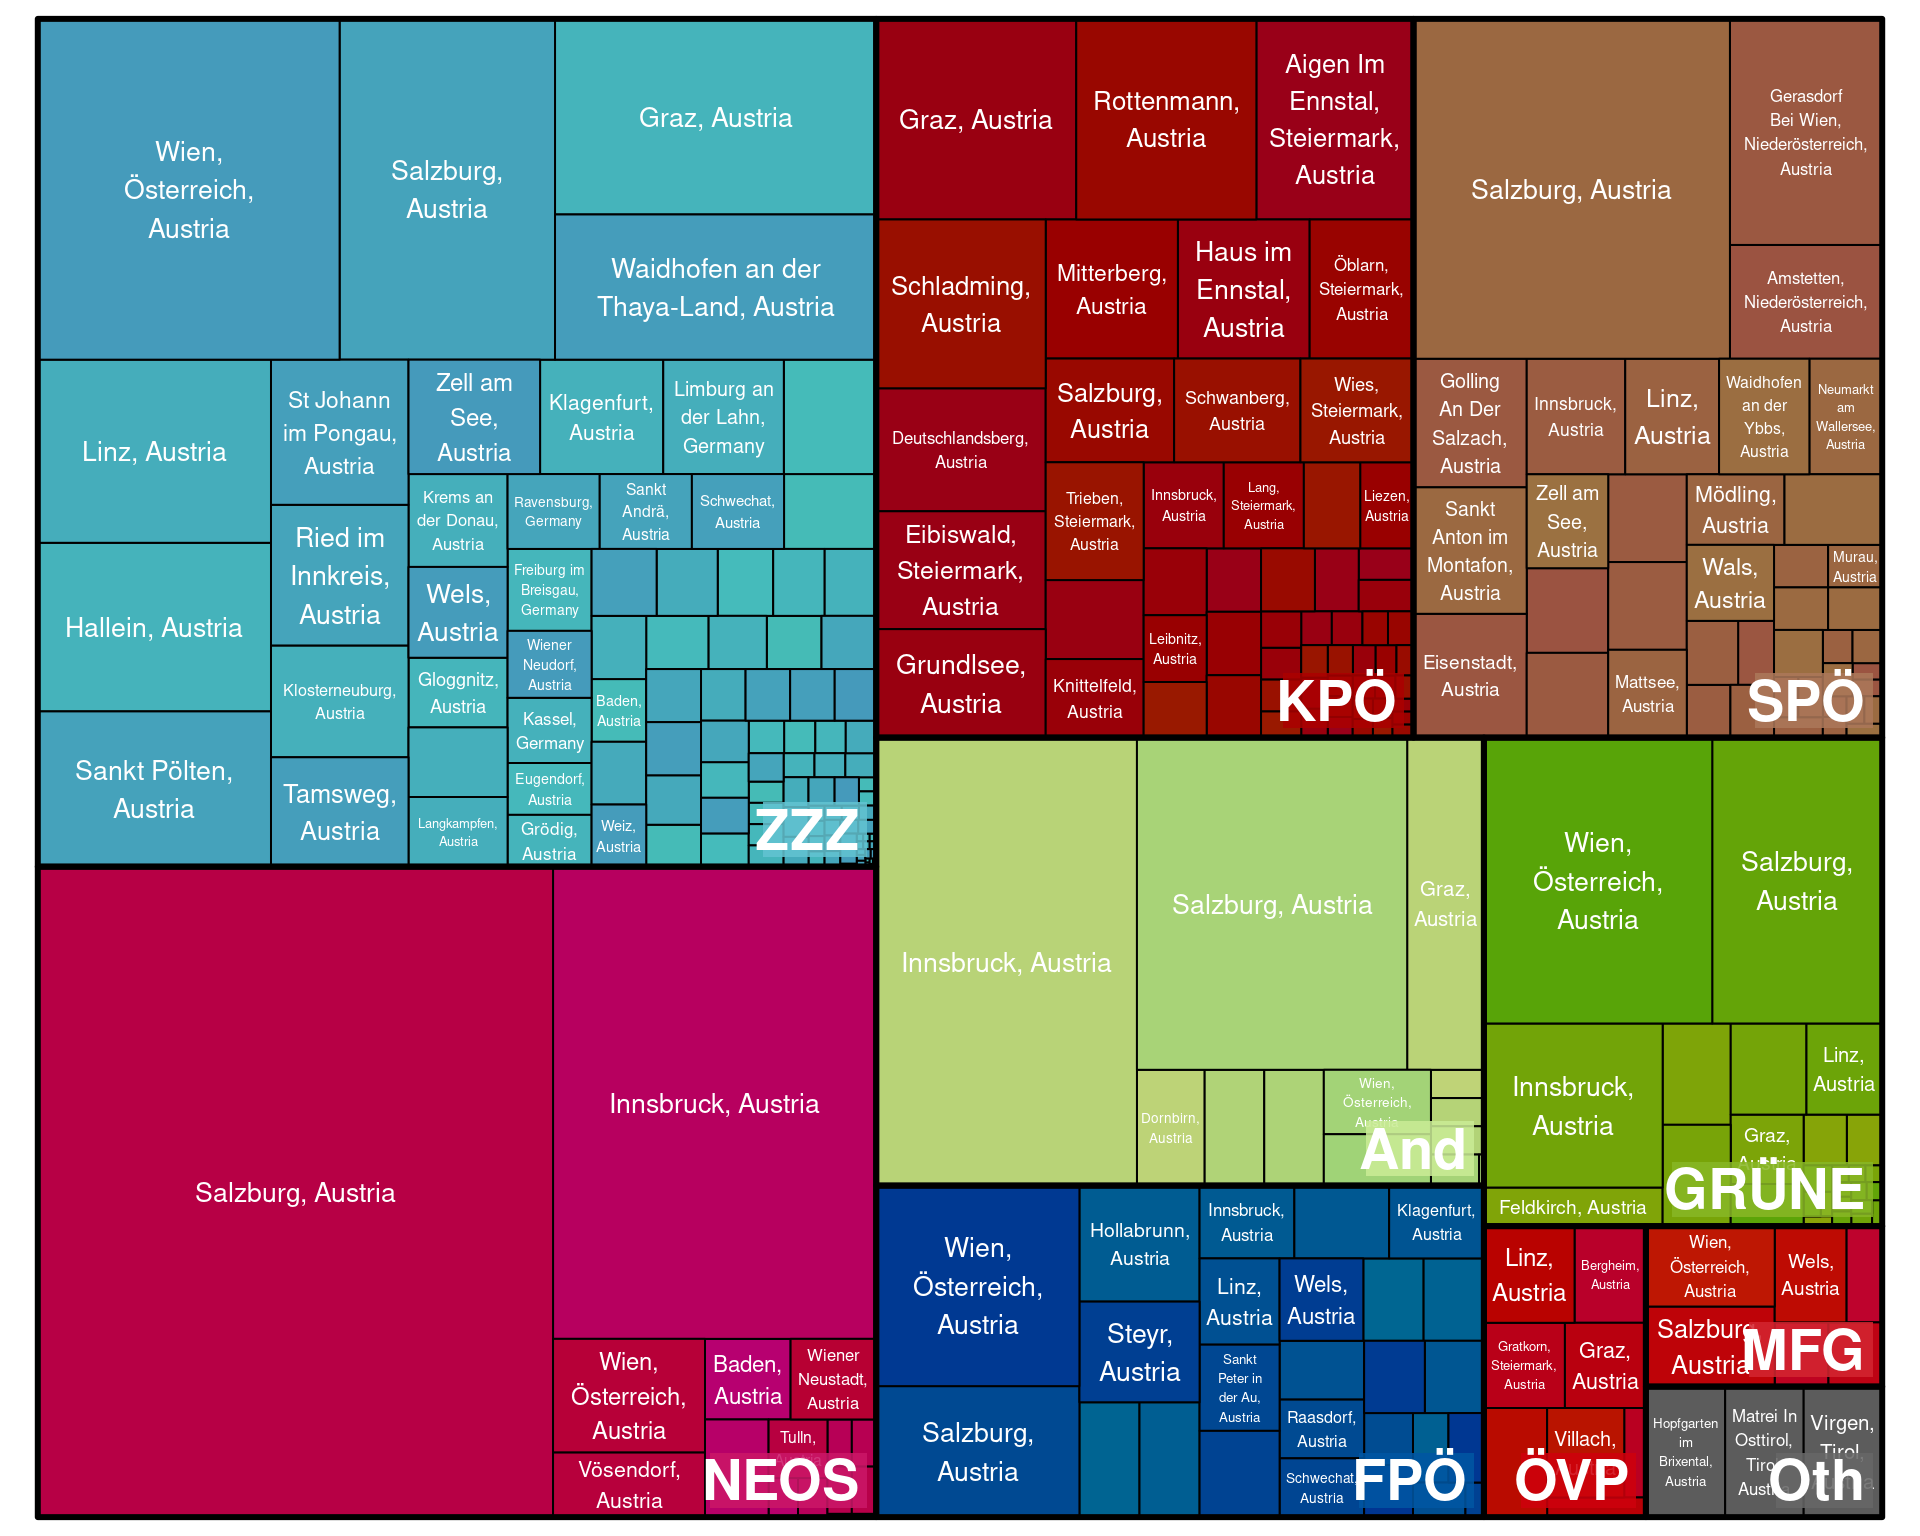 Wien,
Österreich,
Austria
Salzburg,
Austria
Graz, Austria
Waidhofen an der
Thaya-Land, Austria
Linz, Austria
Hallein, Austria
Sankt Pölten,
Austria
St Johann
im Pongau,
Austria
Ried im
Innkreis,
Austria
Klosterneuburg,
Austria
Tamsweg,
Austria
Zell am
See,
Austria
Klagenfurt,
Austria
Limburg an
der Lahn,
Germany
Krems an
der Donau,
Austria
Wels,
Austria
Gloggnitz,
Austria
Langkampfen,
Austria
Ravensburg,
Germany
Sankt
Andrä,
Austria
Schwechat,
Austria
Freiburg im
Breisgau,
Germany
Wiener
Neudorf,
Austria
Kassel,
Germany
Eugendorf,
Austria
Grödig,
Austria
Baden,
Austria
Weiz,
Austria
ZZZ
Graz, Austria
Rottenmann,
Austria
Aigen Im
Ennstal,
Steiermark,
Austria
Schladming,
Austria
Mitterberg,
Austria
Haus im
Ennstal,
Austria
Öblarn,
Steiermark,
Austria
Deutschlandsberg,
Austria
Eibiswald,
Steiermark,
Austria
Grundlsee,
Austria
Salzburg,
Austria
Schwanberg,
Austria
Wies,
Steiermark,
Austria
Trieben,
Steiermark,
Austria
Innsbruck,
Austria
Lang,
Steiermark,
Austria
Liezen,
Austria
Leibnitz,
Austria
Knittelfeld,
Austria
KPÖ
Salzburg, Austria
Gerasdorf
Bei Wien,
Niederösterreich,
Austria
Amstetten,
Niederösterreich,
Austria
Golling
An Der
Salzach,
Austria
Sankt
Anton im
Montafon,
Austria
Eisenstadt,
Austria
Innsbruck,
Austria
Linz,
Austria
Waidhofen
an der
Ybbs,
Austria
Neumarkt
am
Wallersee,
Austria
Zell am
See,
Austria
Mödling,
Austria
Wals,
Austria
Murau,
Austria
Mattsee,
Austria
SPÖ
Salzburg, Austria
Innsbruck, Austria
Wien,
Österreich,
Austria
Vösendorf,
Austria
Baden,
Austria
Wiener
Neustadt,
Austria
Tulln,
Austria
NEOS
Innsbruck, Austria
Salzburg, Austria
Graz,
Austria
Dornbirn,
Austria
Wien,
Österreich,
Austria
And
Wien,
Österreich,
Austria
Salzburg,
Austria
Innsbruck,
Austria
Feldkirch, Austria
Linz,
Austria
Graz,
Austria
GRÜNE
Wien,
Österreich,
Austria
Salzburg,
Austria
Hollabrunn,
Austria
Steyr,
Austria
Innsbruck,
Austria
Klagenfurt,
Austria
Linz,
Austria
Wels,
Austria
Sankt
Peter in
der Au,
Austria
Raasdorf,
Austria
Schwechat,
Austria
FPÖ
Linz,
Austria
Bergheim,
Austria
Gratkorn,
Steiermark,
Austria
Graz,
Austria
Villach,
ÖVP
Wien,
Österreich,
Austria
Wels,
Austria
Salzburg,
Austria
MFG
Hopfgarten
im
Brixental,
Austria
Matrei In
Osttirol,
Tirol,
Austria
Virgen,
Tirol,
Austria
Oth